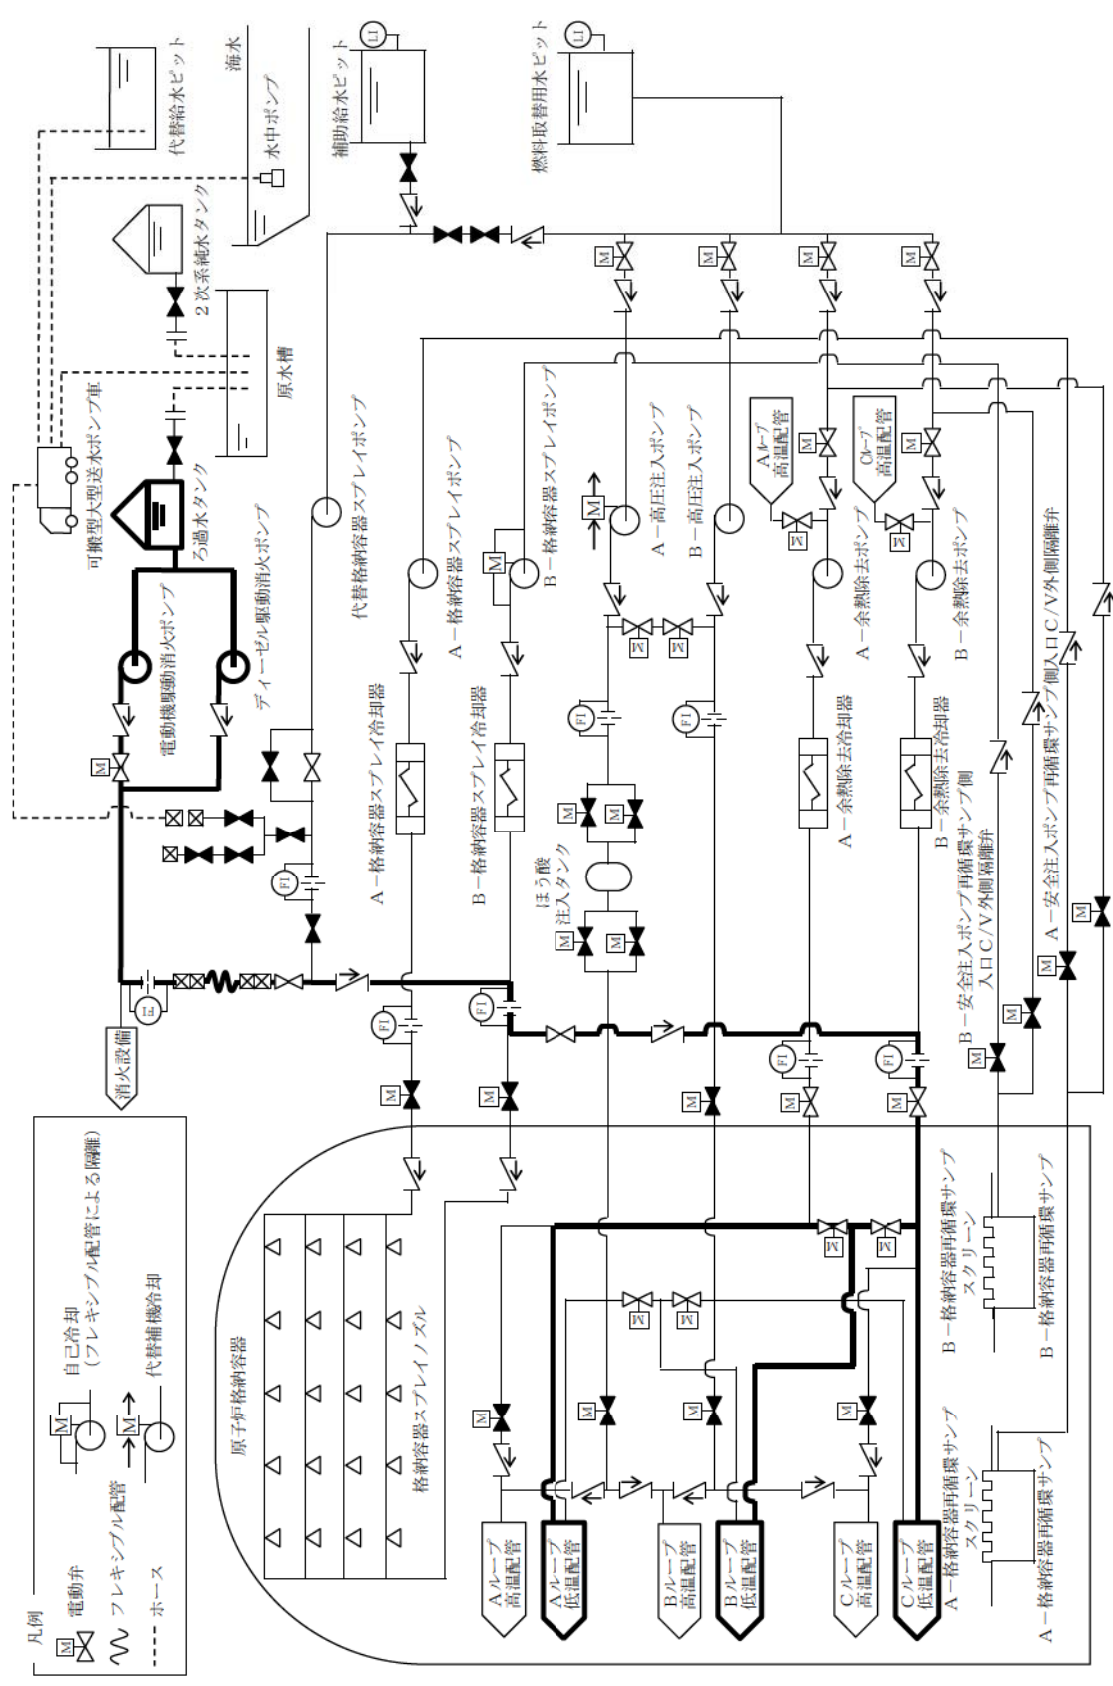 凡例
電動弁
フレキシブル配管
ホース
自己冷却
(フレキシブル配管による隔離)
代替補機冷却
M
M
M
消火設備
代替給水ピット
海水
水中ポンプ
２次系純水タンク
原水槽
可搬型大型送水ポンプ車
ろ過水タンク
電動機駆動消火ポンプ
ディーゼル駆動消火ポンプ
補助給水ピット
LI
燃料取替用水ピット
LI
代替格納容器スプレイポンプ
A－格納容器スプレイポンプ
B－格納容器スプレイポンプ
A－高圧注入ポンプ
B－高圧注入ポンプ
Aループ
高温配管
Cループ
高温配管
A－余熱除去ポンプ
B－余熱除去ポンプ
A－格納容器スプレイ冷却器
B－格納容器スプレイ冷却器
ほう酸
注入タンク
A－余熱除去冷却器
B－余熱除去冷却器
B－安全注入ポンプ再循環サンプ側
入口C/V外側隔離弁
A－安全注入ポンプ再循環サンプ側入口C/V外側隔離弁
FI
FI
FI
FI
FI
FI
FI
FI
原子炉格納容器
格納容器スプレイノズル
Aループ
高温配管
Aループ
低温配管
Bループ
高温配管
Bループ
低温配管
Cループ
高温配管
Cループ
低温配管
B－格納容器再循環サンプ
スクリーン
B－格納容器再循環サンプ
A－格納容器再循環サンプ
スクリーン
A－格納容器再循環サンプ